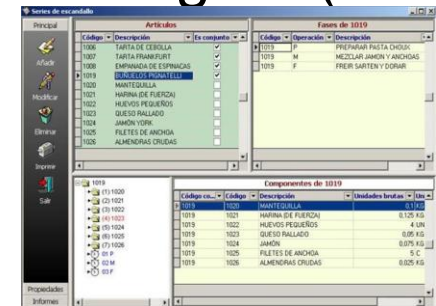 Series de escandallo
Principal
Añadir
Modificar
Eliminar
Imprimir
Salir
Propiedades
Informes
Artículos
Código Descripción Es conjunto
1006 TARTA DE CEBOLLA
1007 TARTA FRANKFURT
1008 EMPANADA DE ESPINACAS
1019 BUÑUELOS PIGNATELLI
1020 MANTEQUILLA
1021 HARINA (DE FUERZA)
1022 HUEVOS PEQUEÑOS
1023 QUESO RALLADO
1024 JAMÓN YORK
1025 FILETES DE ANCHOA
1026 ALMENDRAS CRUDAS
Fases de 1019
Código Operación Descripción
1019 P PREPARAR PASTA CHOUX
1019 M MEZCLAR JAMON Y ANCHOAS
1019 F FREIR SARTEN Y DORAR
1019
(1) 1020
(2) 1021
(3) 1022
(4) 1023
(5) 1024
(6) 1025
(7) 1026
01 P
02 M
03 F
Componentes de 1019
Código co... Código Descripción Unidades brutas Un
1019 1020 MANTEQUILLA 0,1 KG
1019 1021 HARINA (DE FUERZA) 0,125 KG
1019 1022 HUEVOS PEQUEÑOS 4 UN
1019 1023 QUESO RALLADO 0,05 KG
1019 1024 JAMÓN 0,075 KG
1019 1025 FILETES DE ANCHOA 5 C
1019 1026 ALMENDRAS CRUDAS 0,025 KG